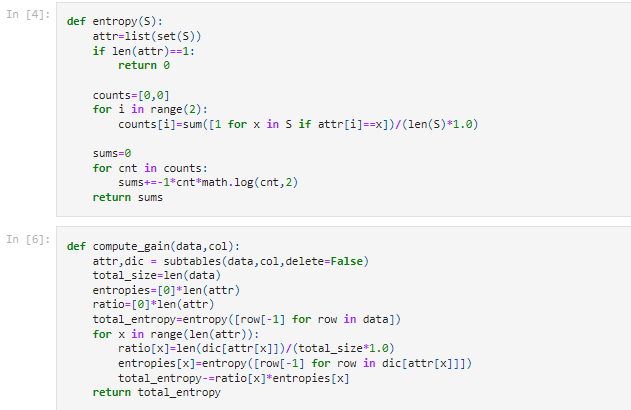 In [4]:
def entropy(S):
    attr=list(set(S))
    if len(attr)==1:
        return 0

    counts=[0,0]
    for i in range(2):
        counts[i]=sum([1 for x in S if attr[i]==x])/(len(S)*1.0)

    sums=0
    for cnt in counts:
        sums+=-1*cnt*math.log(cnt,2)
    return sums

In [6]:
def compute_gain(data,col):
    attr,dic = subtables(data,col,delete=False)
    total_size=len(data)
    entropies=[0]*len(attr)
    ratio=[0]*len(attr)
    total_entropy=entropy([row[-1] for row in data])
    for x in range(len(attr)):
        ratio[x]=len(dic[attr[x]])/(total_size*1.0)
        entropies[x]=entropy([row[-1] for row in dic[attr[x]]])
        total_entropy-=ratio[x]*entropies[x]
    return total_entropy